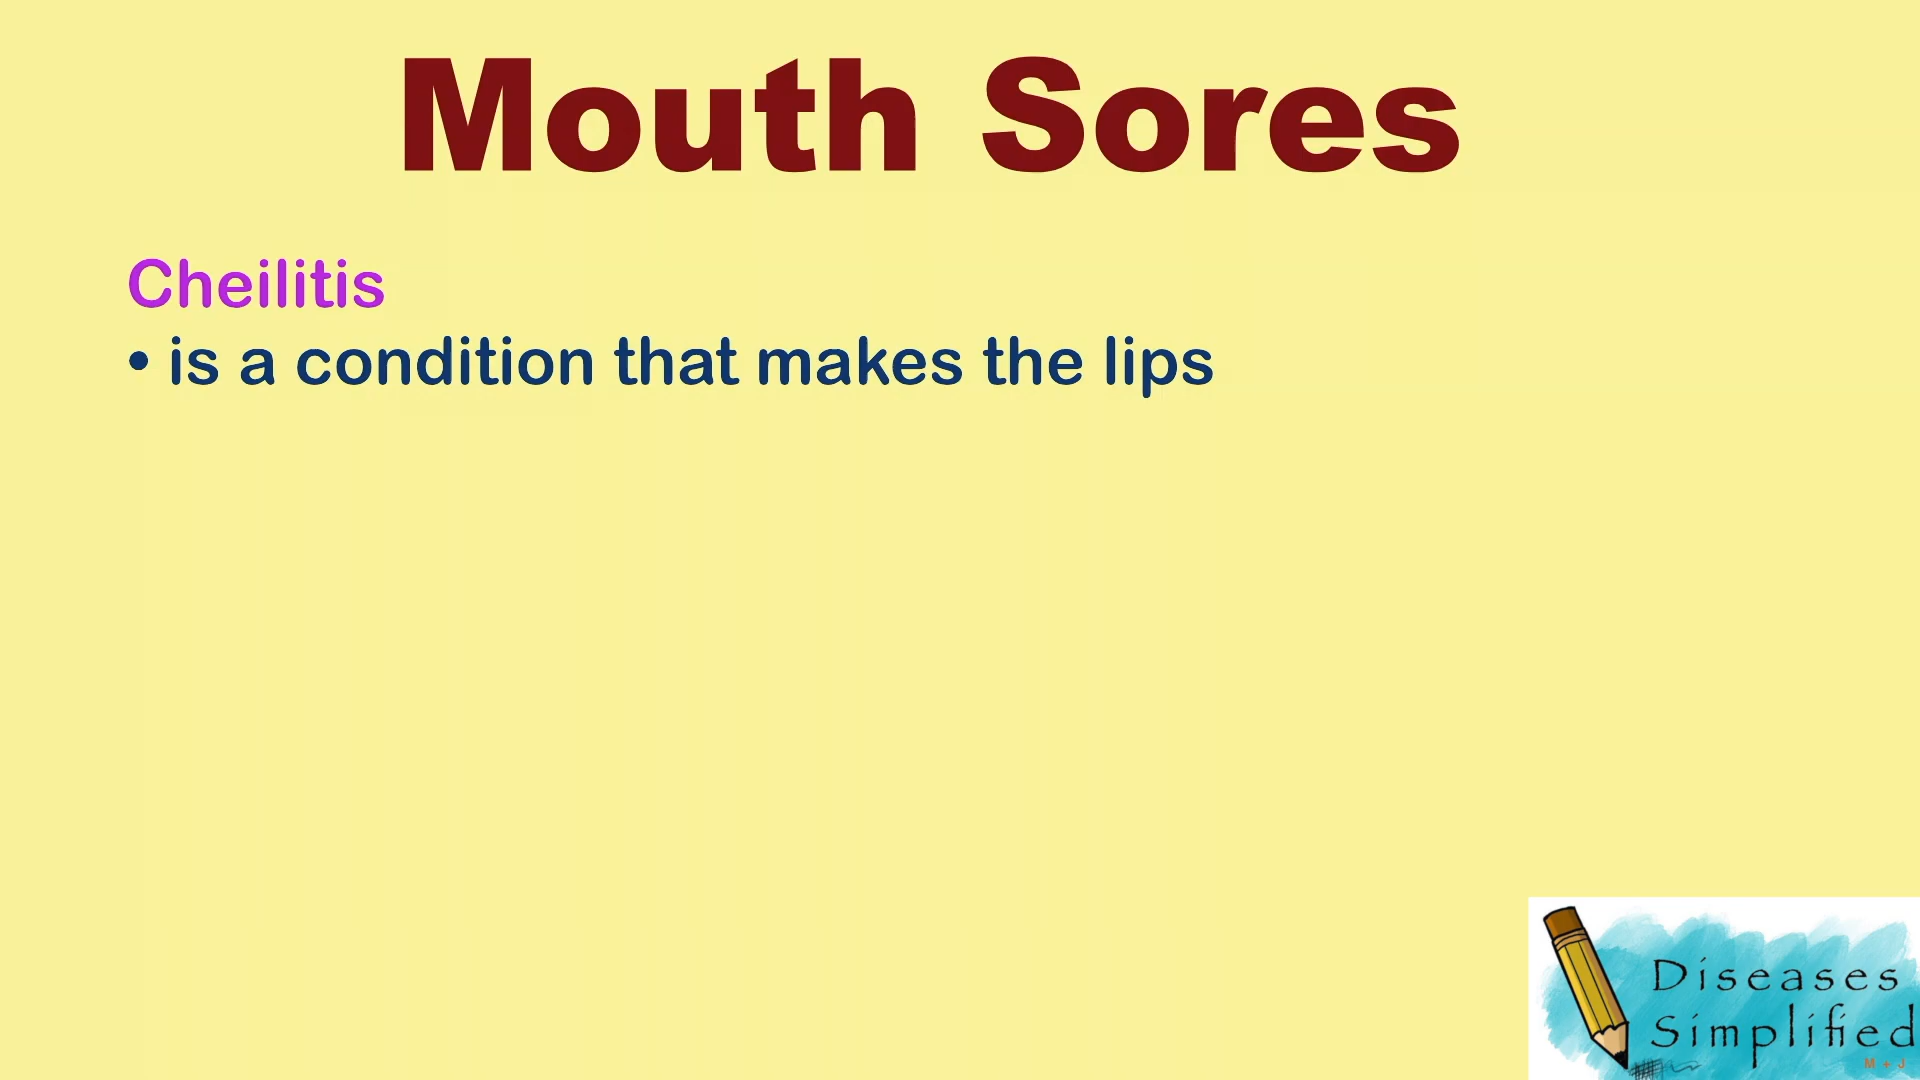 Mouth Sores
Cheilitis
• is a condition that makes the lips
Diseases
Simplified
M + J